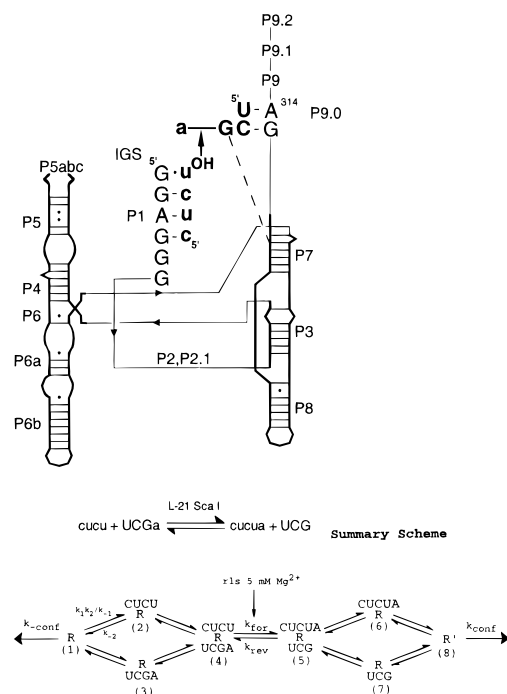 P9.2
P9.1
P9
5' U - A 314 P9.0
a — G C - G
OH
IGS 5'
G · u
G - c
P1 A - u
G - c 5'
G
G
P5abc
P5
P4
P6
P6a
P6b
P7
P3
P2,P2.1
P8
cucu + UCGa L-21 Sca I cucua + UCG Summary Scheme
r1s 5 mM Mg2+
k-conf R (1) k1k2/k-1 k-2 CUCU R (2) R UCGA (3) CUCU R UCGA (4) kfor krev CUCUA R UCG (5) CUCUA R (6) R UCG (7) R' (8) kconf